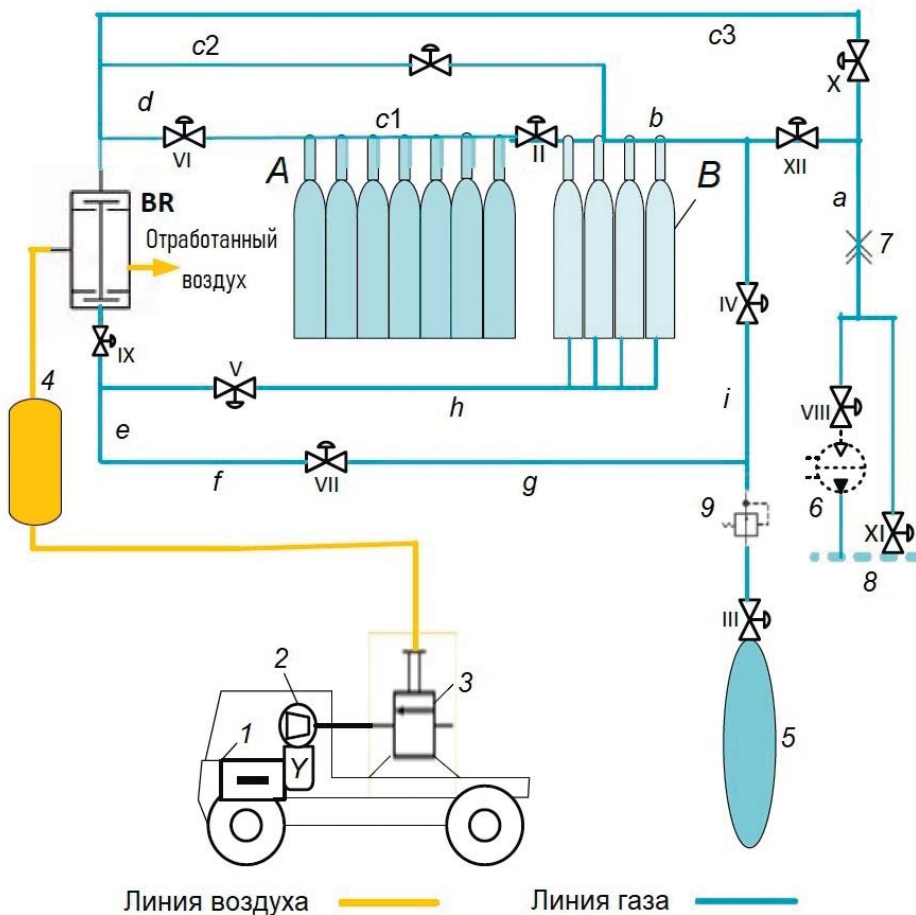 c2
c3
X
d
VI
c1
II
b
XII
A
B
a
BR
Отработанный
воздух
7
IV
IX
4
V
h
i
VIII
e
f
VII
g
9
6
XI
8
III
2
3
1
Y
5
Линия воздуха
Линия газа